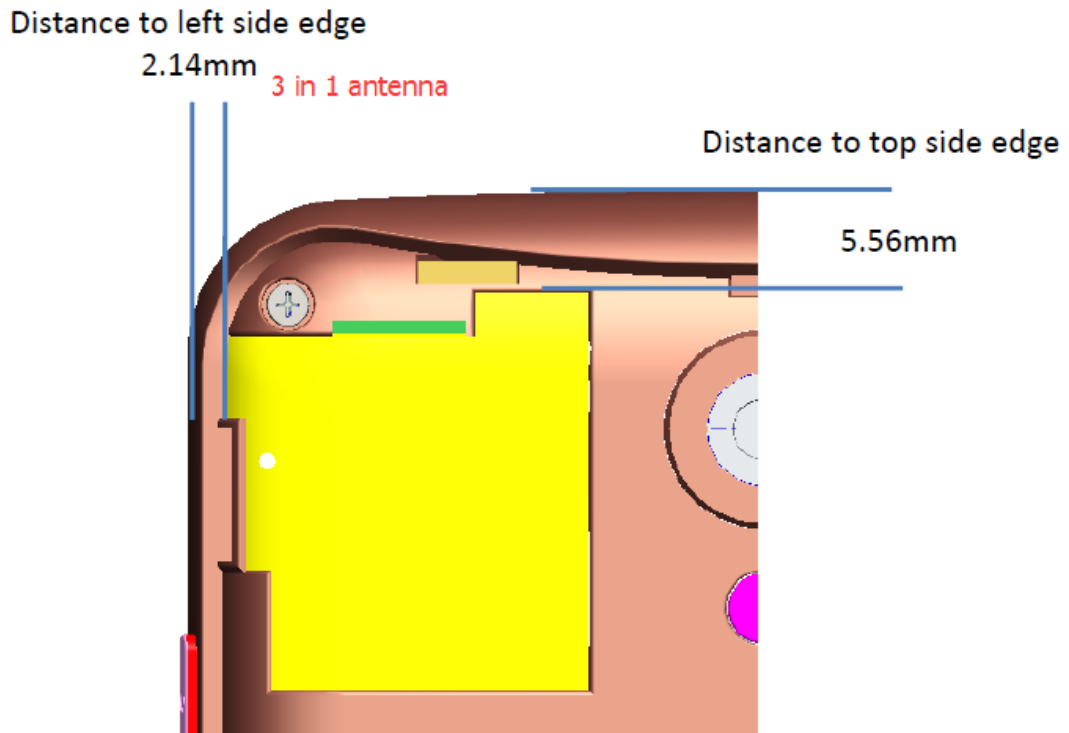 Distance to left side edge
2.14mm
3 in 1 antenna
Distance to top side edge
5.56mm